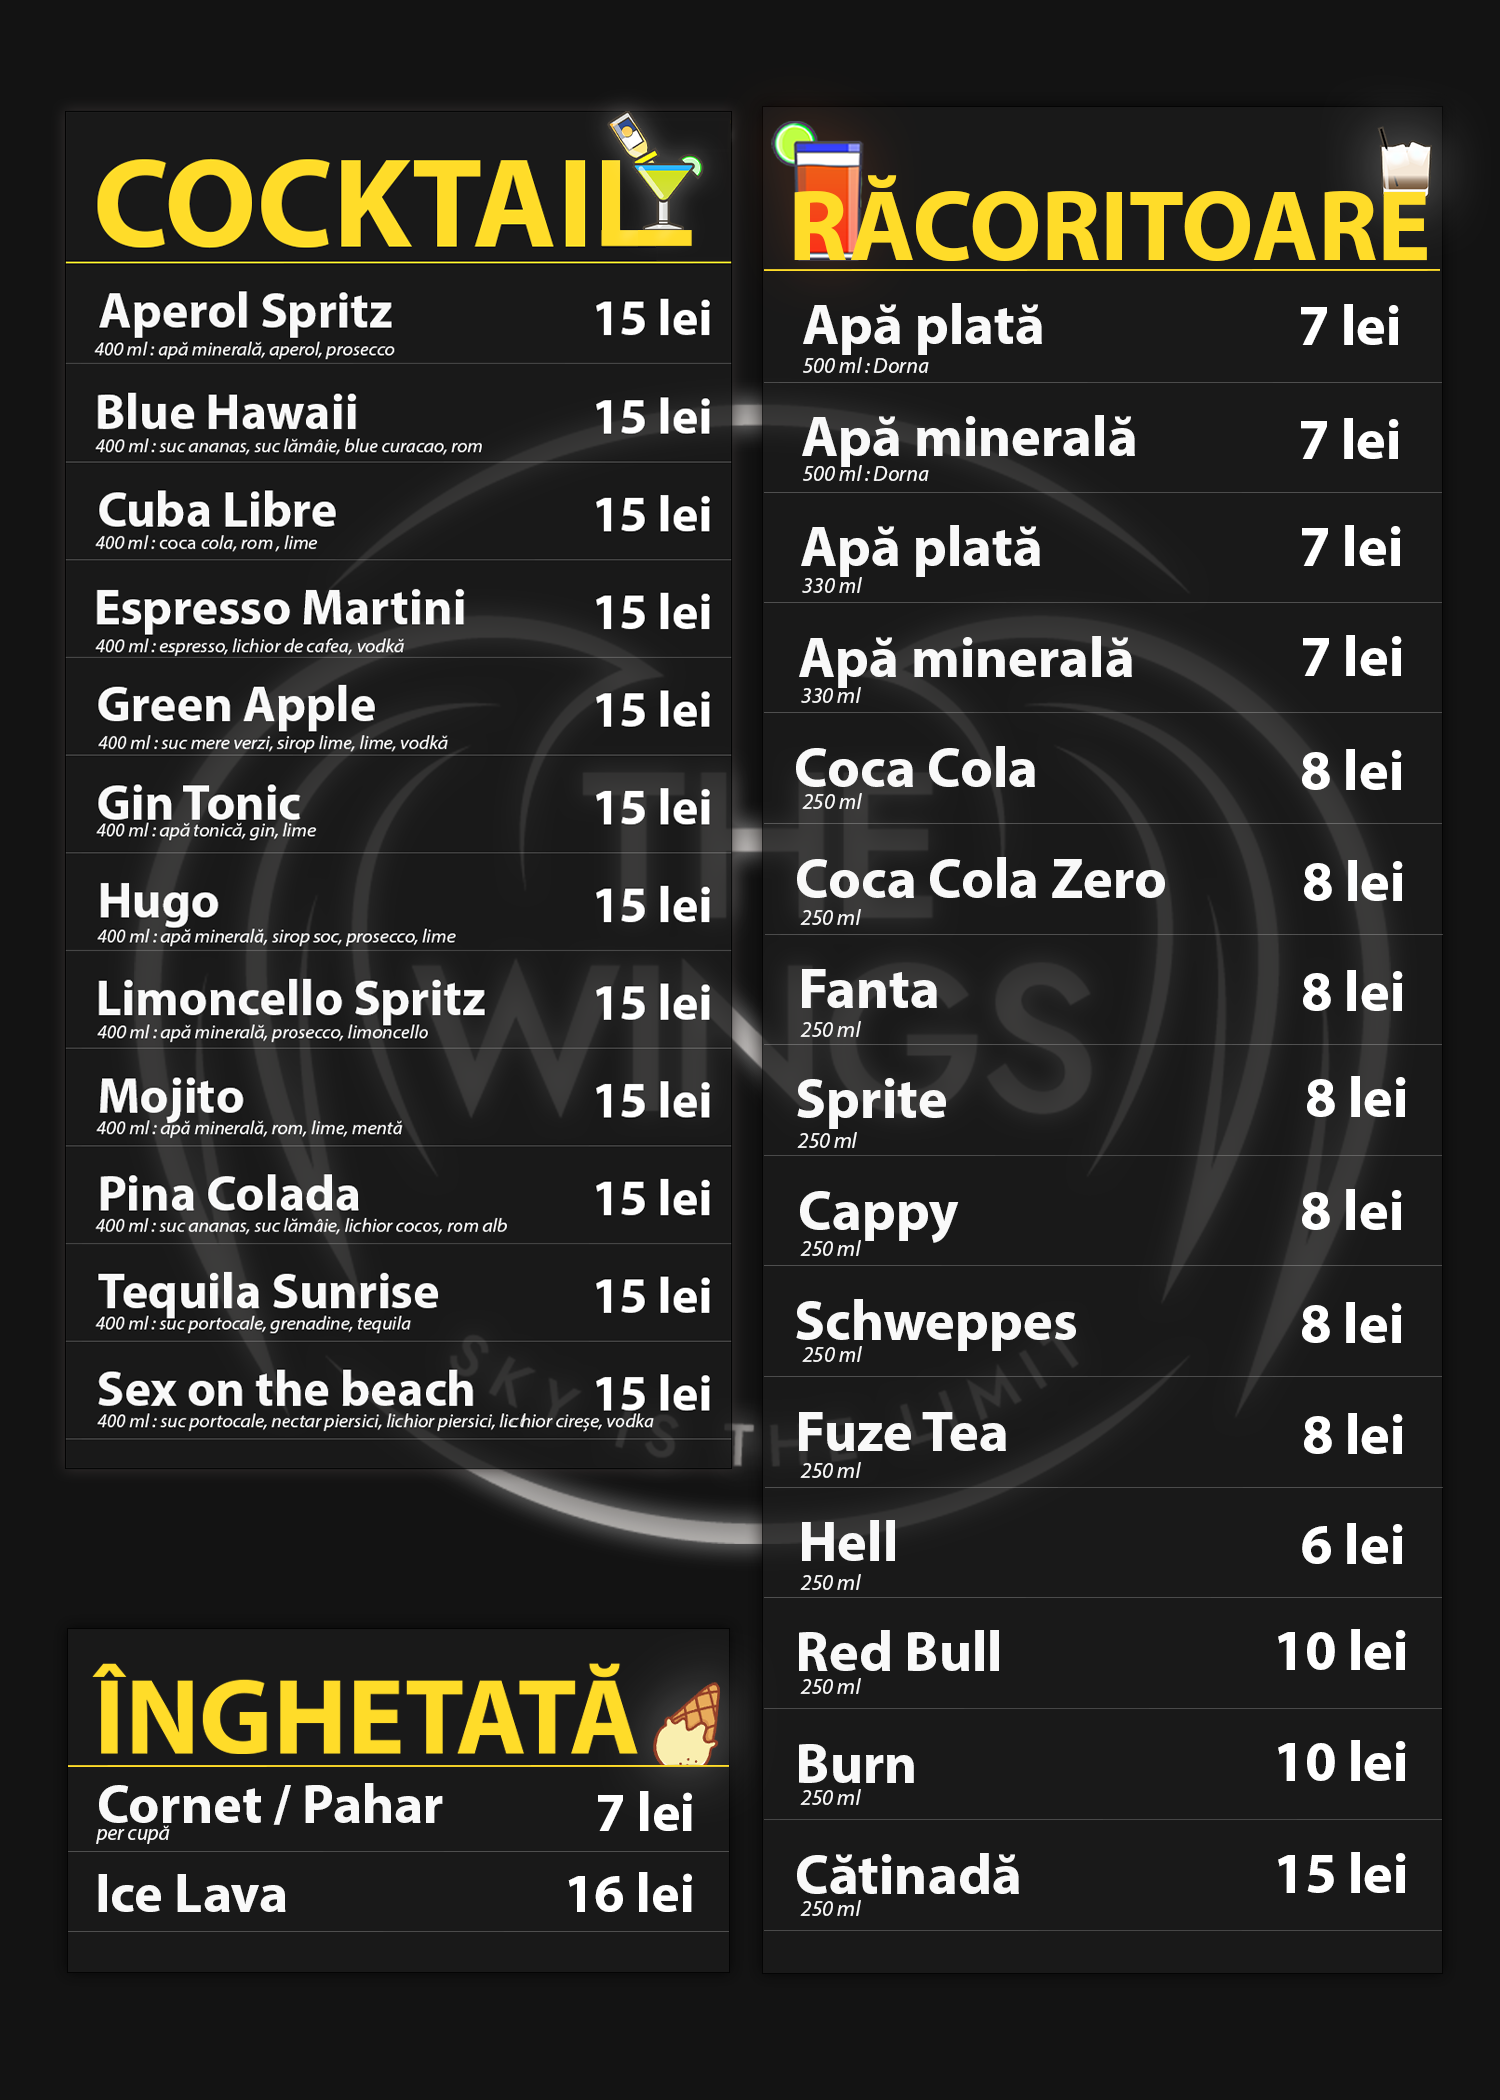 COCKTAIL
Aperol Spritz 15 lei
400 ml : apă minerală, aperol, prosecco
Blue Hawaii 15 lei
400 ml : suc ananas, suc lămâie, blue curacao, rom
Cuba Libre 15 lei
400 ml : coca cola, rom , lime
Espresso Martini 15 lei
400 ml : espresso, lichior de cafea, vodkă
Green Apple 15 lei
400 ml : suc mere verzi, sirop lime, lime, vodkă
Gin Tonic 15 lei
400 ml : apă tonică, gin, lime
Hugo 15 lei
400 ml : apă minerală, sirop soc, prosecco, lime
Limoncello Spritz 15 lei
400 ml : apă minerală, prosecco, limoncello
Mojito 15 lei
400 ml : apă minerală, rom, lime, mentă
Pina Colada 15 lei
400 ml : suc ananas, suc lămâie, lichior cocos, rom alb
Tequila Sunrise 15 lei
400 ml : suc portocale, grenadine, tequila
Sex on the beach 15 lei
400 ml : suc portocale, nectar piersici, lichior piersici, lichior cireșe, vodka
ÎNGHETATĂ
Cornet / Pahar 7 lei
per cupă
Ice Lava 16 lei
RĂCORITOARE
Apă plată 7 lei
500 ml : Dorna
Apă minerală 7 lei
500 ml : Dorna
Apă plată 7 lei
330 ml
Apă minerală 7 lei
330 ml
Coca Cola 8 lei
250 ml
Coca Cola Zero 8 lei
250 ml
Fanta 8 lei
250 ml
Sprite 8 lei
250 ml
Cappy 8 lei
250 ml
Schweppes 8 lei
250 ml
Fuze Tea 8 lei
250 ml
Hell 6 lei
250 ml
Red Bull 10 lei
250 ml
Burn 10 lei
250 ml
Cătinadă 15 lei
250 ml
THE
WINGS
SKY IS THE LIMIT